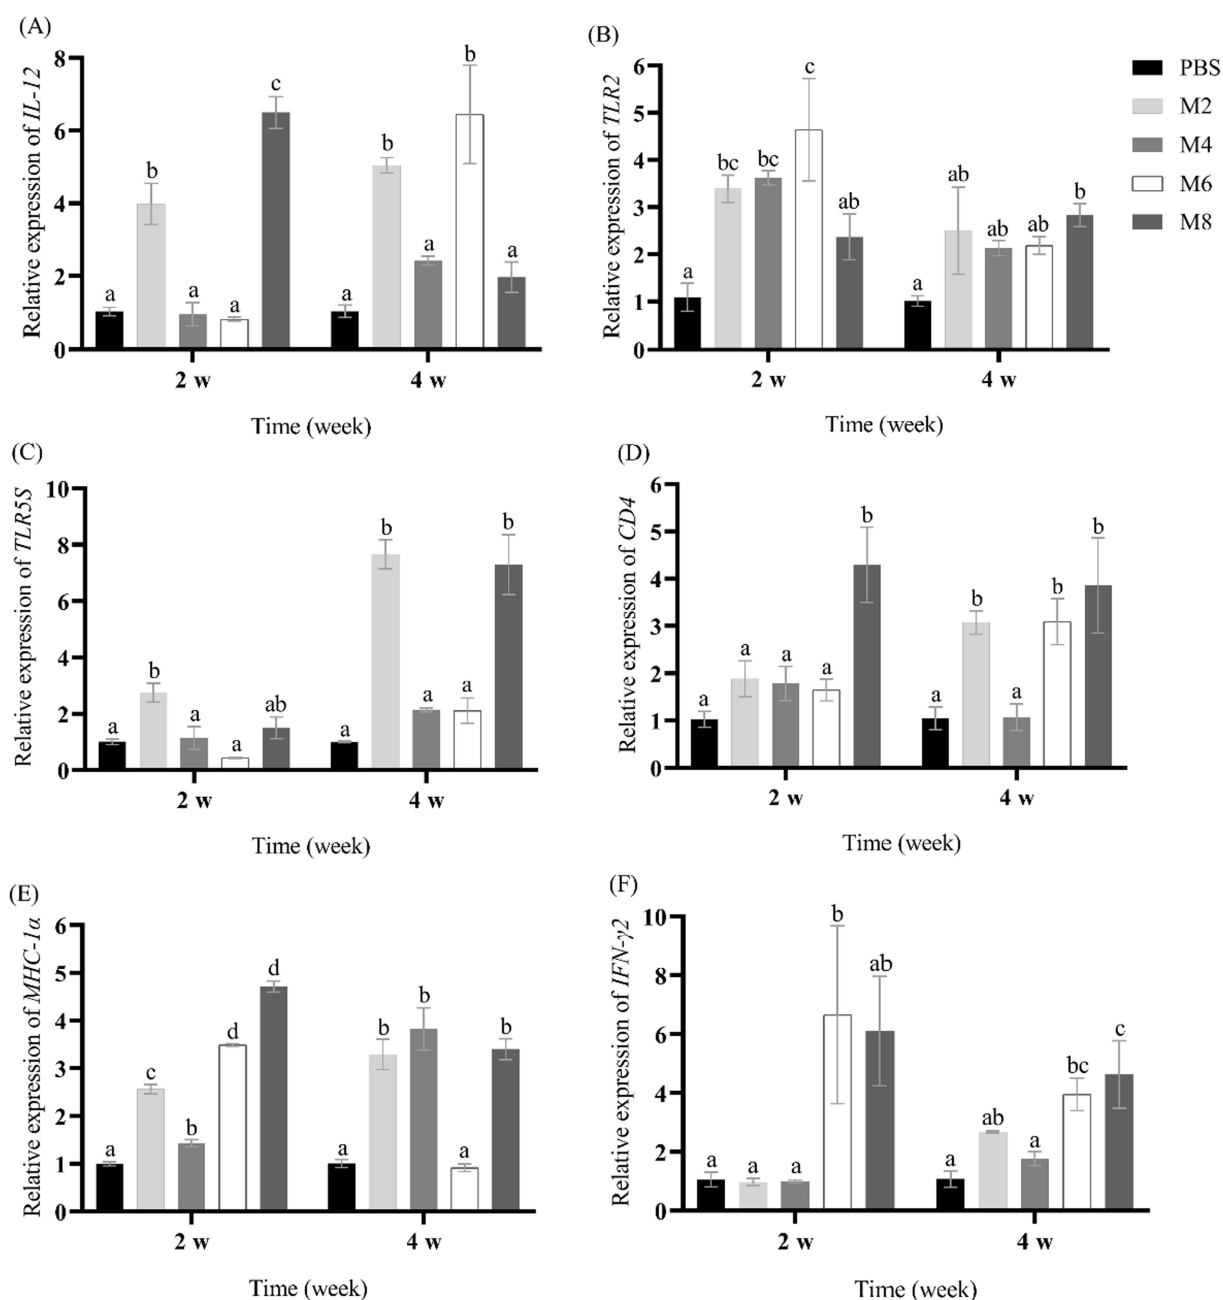 (A)
Relative expression of IL-12
8
6
4
2
0
a
b
a
a
c
a
b
a
b
a
2 w
4 w
Time (week)
(B)
Relative expression of TLR2
6
5
4
3
2
1
0
a
bc
bc
c
ab
a
ab
ab
ab
b
2 w
4 w
Time (week)
PBS
M2
M4
M6
M8
(C)
Relative expression of TLR5S
10
8
6
4
2
0
a
b
a
a
ab
a
b
a
a
b
2 w
4 w
Time (week)
(D)
Relative expression of CD4
6
5
4
3
2
1
0
a
a
a
a
b
a
b
a
b
b
2 w
4 w
Time (week)
(E)
Relative expression of MHC-1α
6
5
4
3
2
1
0
a
c
b
d
d
a
b
b
a
b
2 w
4 w
Time (week)
(F)
Relative expression of IFN-γ2
10
8
6
4
2
0
a
a
a
b
ab
a
ab
a
bc
c
2 w
4 w
Time (week)